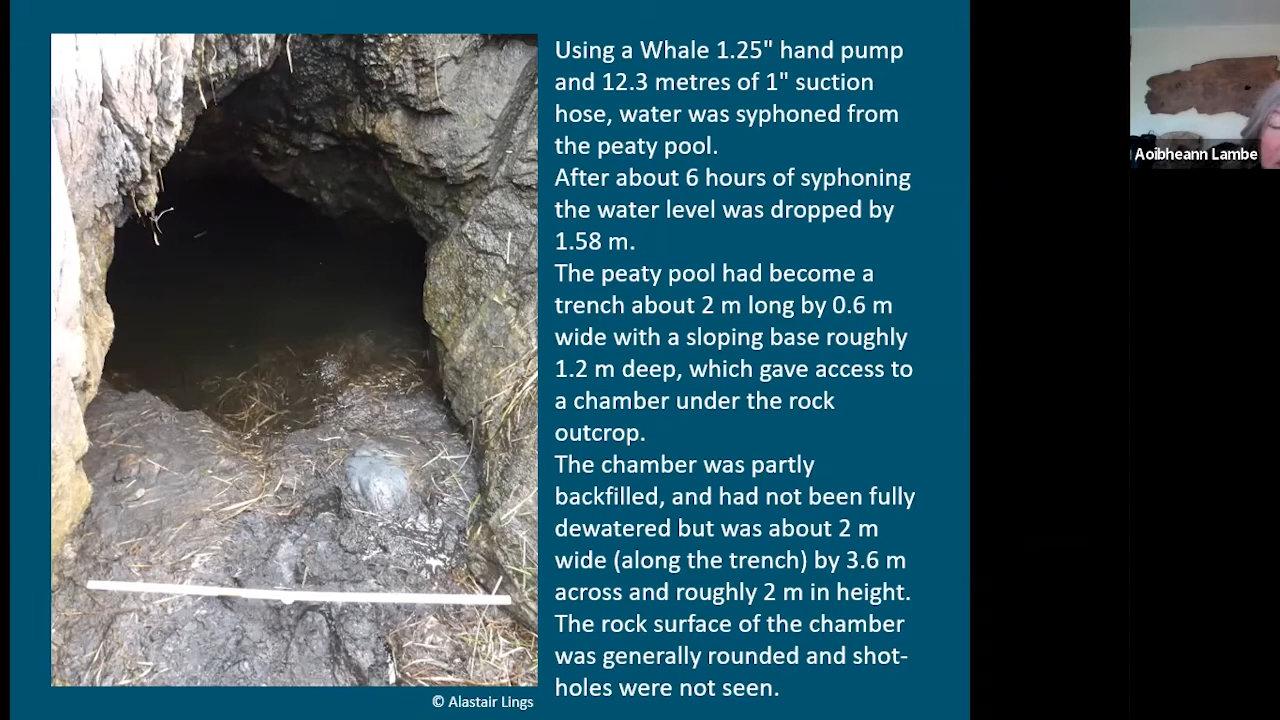 Using a Whale 1.25" hand pump
and 12.3 metres of 1" suction
hose, water was syphoned from
the peaty pool.
After about 6 hours of syphoning
the water level was dropped by
1.58 m.
The peaty pool had become a
trench about 2 m long by 0.6 m
wide with a sloping base roughly
1.2 m deep, which gave access to
a chamber under the rock
outcrop.
The chamber was partly
backfilled, and had not been fully
dewatered but was about 2 m
wide (along the trench) by 3.6 m
across and roughly 2 m in height.
The rock surface of the chamber
was generally rounded and shot-
holes were not seen.
© Alastair Lings
Aoibheann Lambe